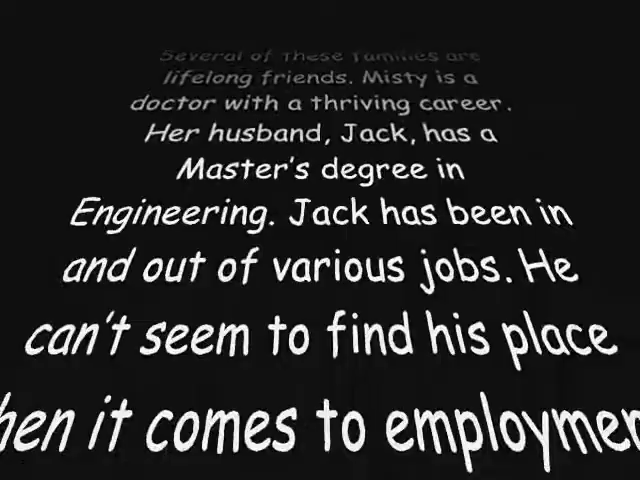 Several of these families are
lifelong friends. Misty is a
doctor with a thriving career.
Her husband, Jack, has a
Master's degree in
Engineering. Jack has been in
and out of various jobs. He
can't seem to find his place
hen it comes to employmen